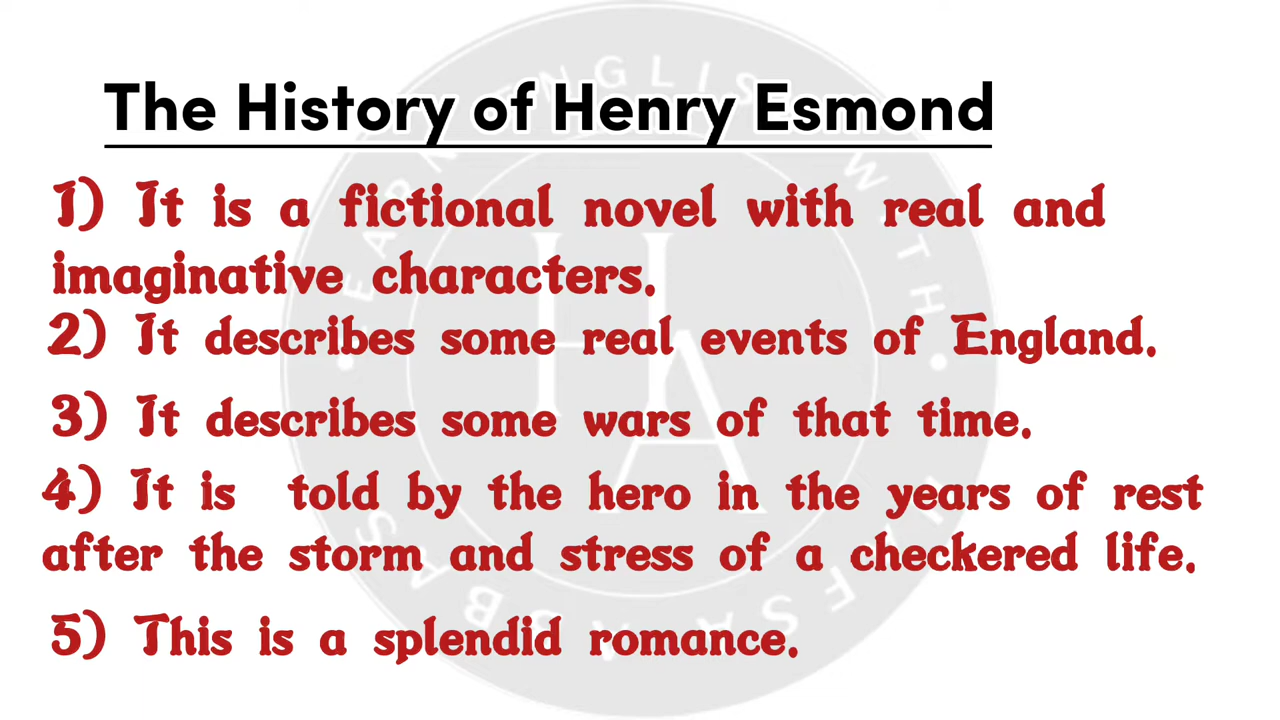 The History of Henry Esmond
1) It is a fictional novel with real and
imaginative characters.
2) It describes some real events of England.
3) It describes some wars of that time.
4) It is told by the hero in the years of rest
after the storm and stress of a checkered life.
5) This is a splendid romance.